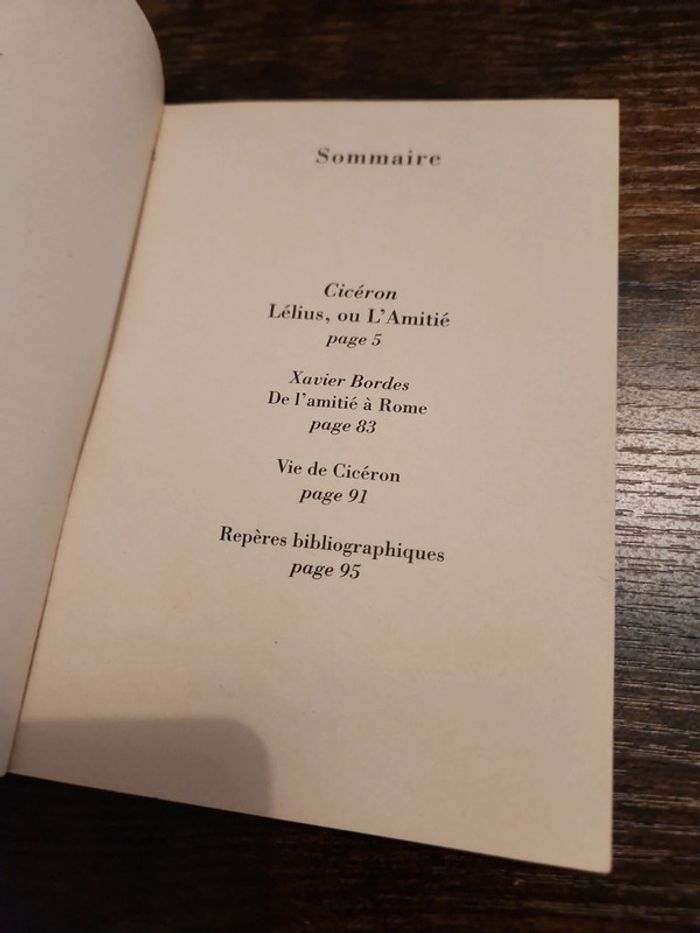 Sommaire
Cicéron
Lélius, ou L'Amitié
page 5
Xavier Bordes
De l'amitié à Rome
page 83
Vie de Cicéron
page 91
Repères bibliographiques
page 95